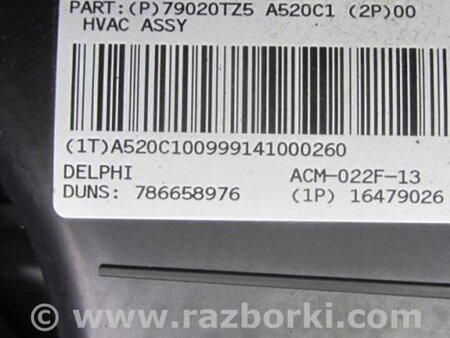 PART:(P)79020TZ5 A520C1 (2P)00
HVAC ASSY
(1T)A520C100999141000260
DELPHI ACM-022F-13
DUNS: 786658976 (1P) 16479026
© www.razborki.com